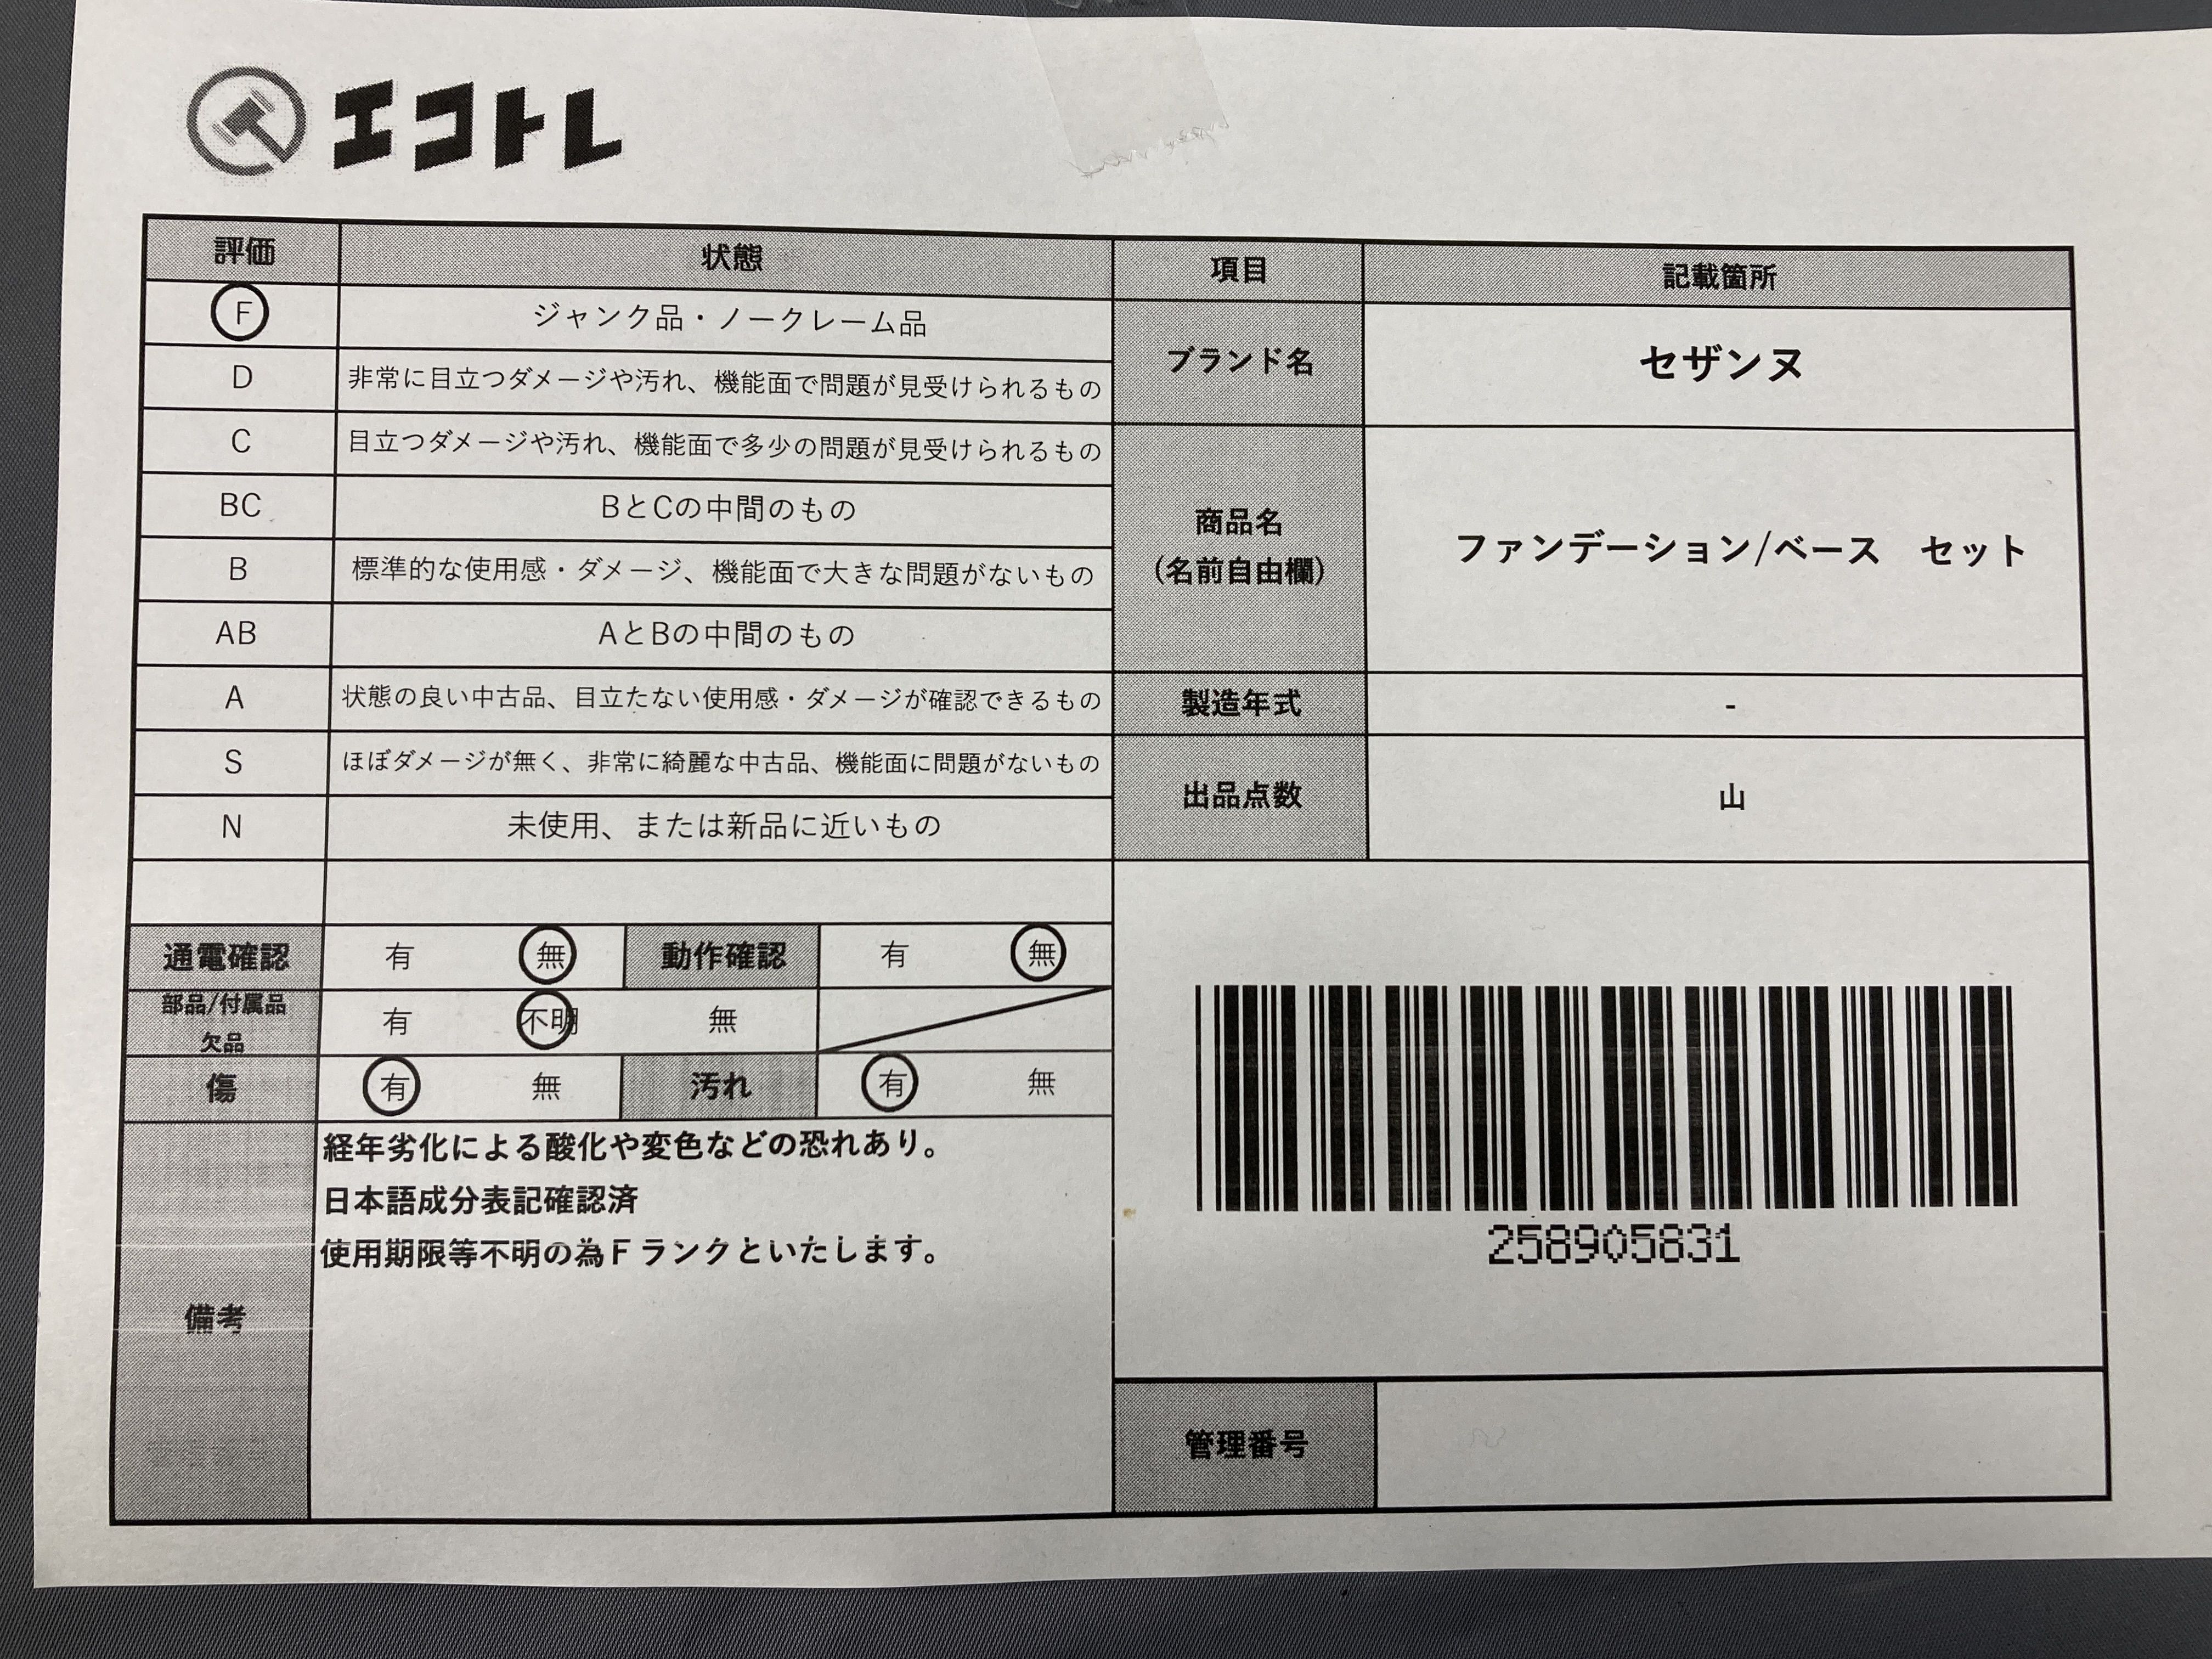 エコトレ
評価 状態
F ジャンク品・ノークレーム品
D 非常に目立つダメージや汚れ、機能面で問題が見受けられるもの
C 目立つダメージや汚れ、機能面で多少の問題が見受けられるもの
BC BとCの中間のもの
B 標準的な使用感・ダメージ、機能面で大きな問題がないもの
AB AとBの中間のもの
A 状態の良い中古品、目立たない使用感・ダメージが確認できるもの
S ほぼダメージが無く、非常に綺麗な中古品、機能面に問題がないもの
N 未使用、または新品に近いもの
通電確認 有 無 動作確認 有 無
部品/付属品
欠品 有 不明 無
傷 有 無 汚れ 有 無
備考
経年劣化による酸化や変色などの恐れあり。
日本語成分表記確認済
使用期限等不明の為Fランクといたします。
項目 記載箇所
ブランド名 セザンヌ
商品名
(名前自由欄)
ファンデーション/ベース セット
製造年式 -
出品点数 山
258905831
管理番号